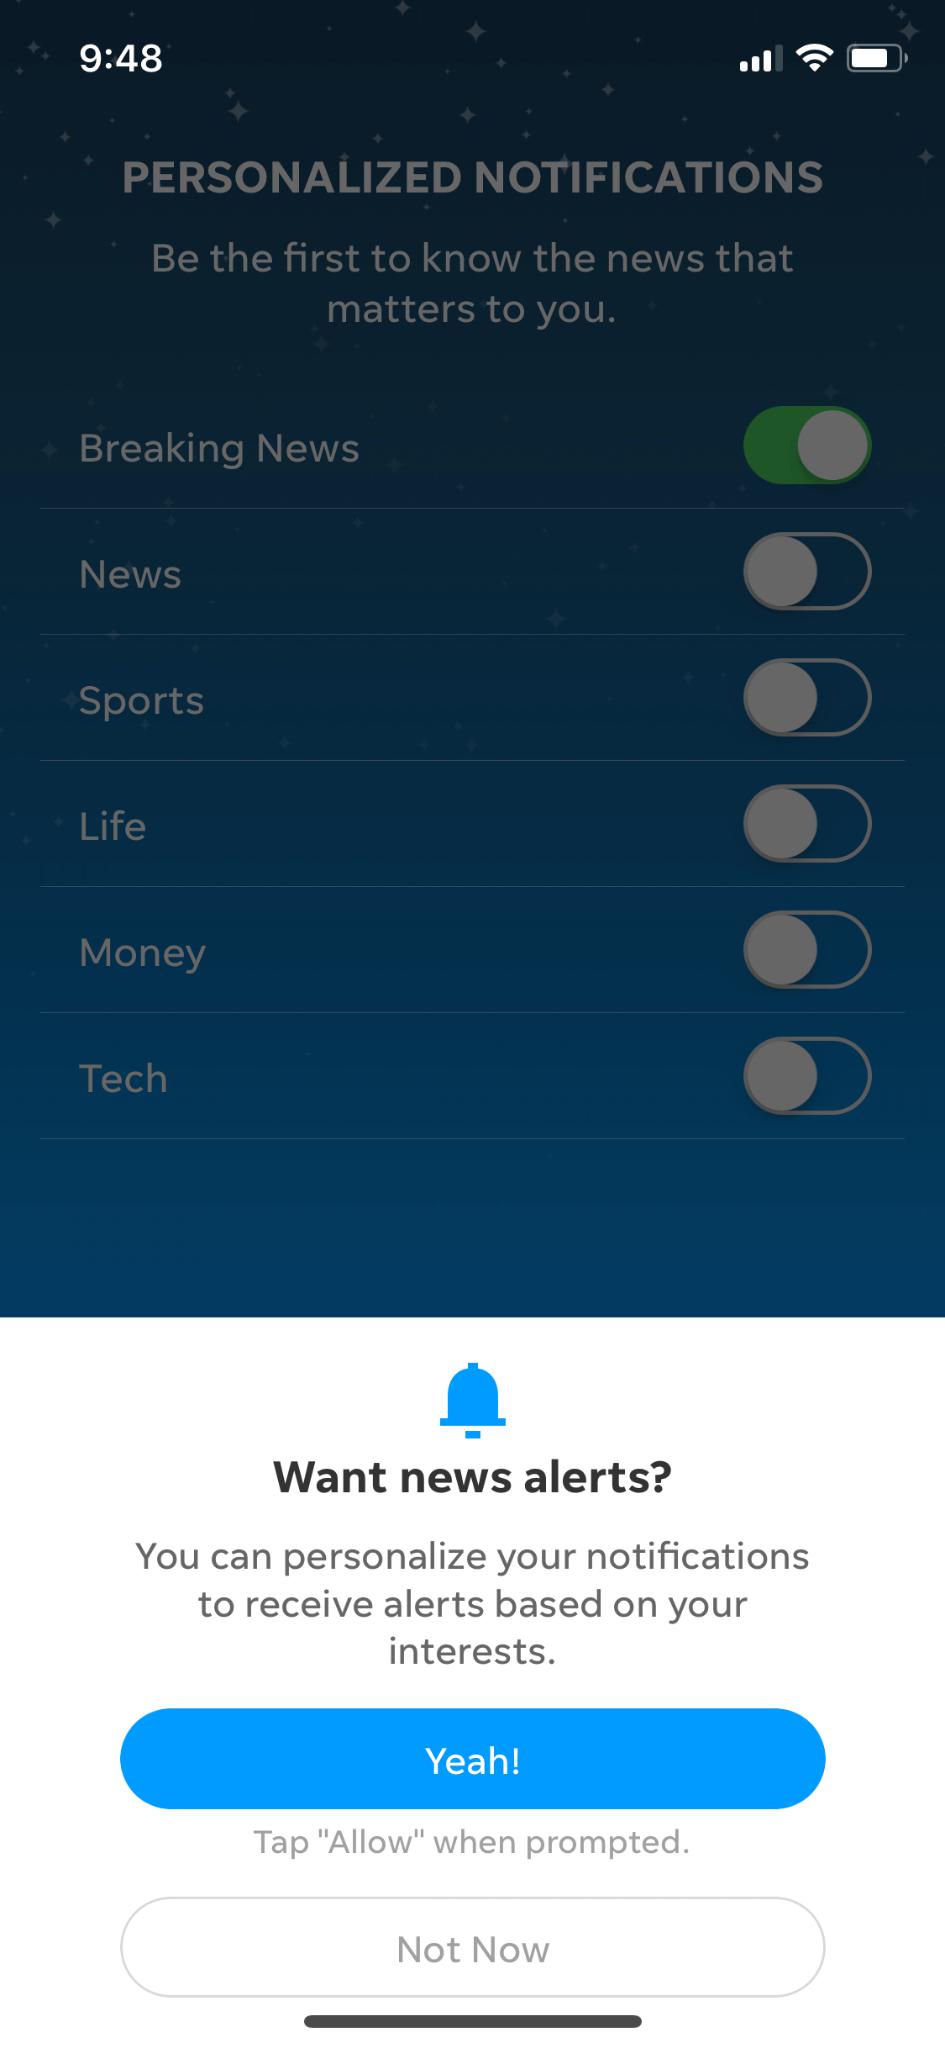 9:48
PERSONALIZED NOTIFICATIONS
Be the first to know the news that
matters to you.
Breaking News
News
Sports
Life
Money
Tech
Want news alerts?
You can personalize your notifications
to receive alerts based on your
interests.
Yeah!
Tap "Allow" when prompted.
Not Now